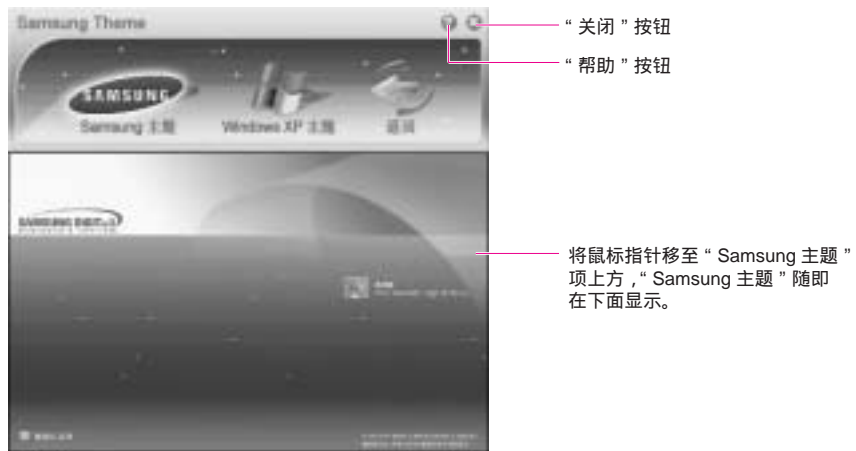 Samsung Theme
“ 关闭 ” 按钮
“ 帮助 ” 按钮
SAMSUNG
Samsung 主题
Windows XP 主题
返回
SAMSUNG DIGITall
将鼠标指针移至 “ Samsung 主题 ”
项上方 ，“ Samsung 主题 ” 随即
在下面显示。